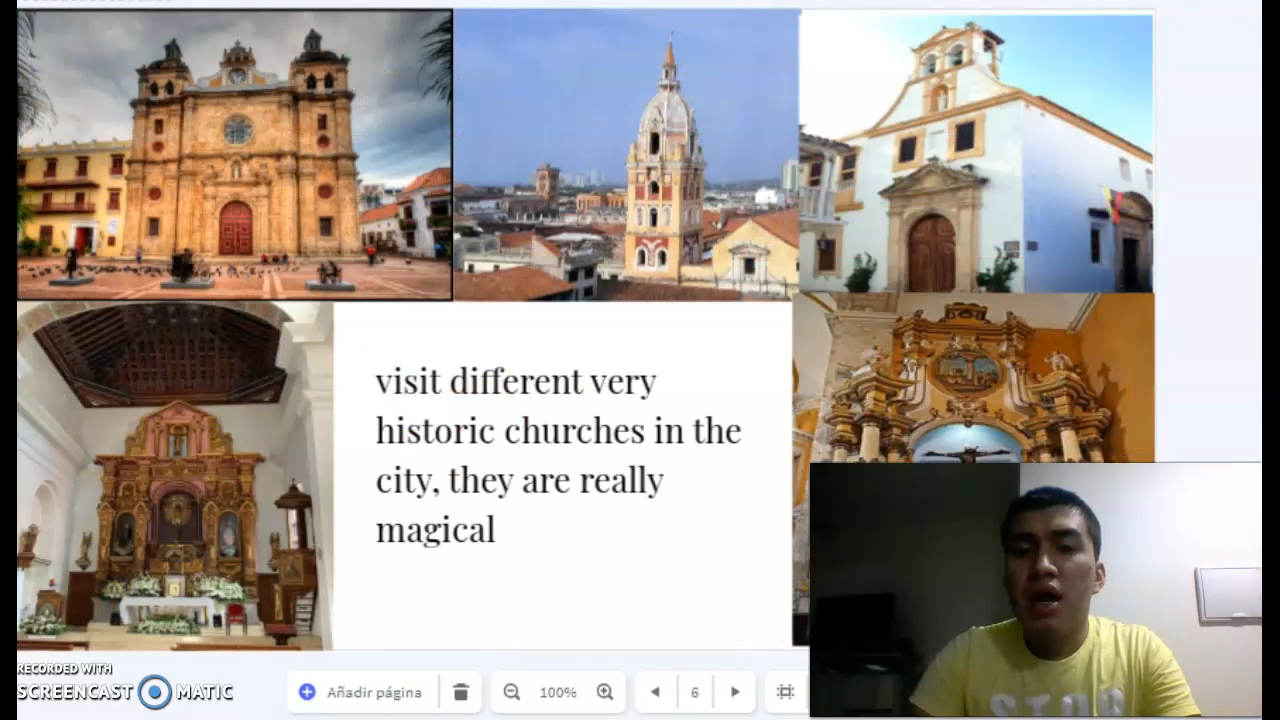 visit different very
historic churches in the
city, they are really
magical
RECORDED WITH
SCREENCAST MATIC
Añadir página
100%
6